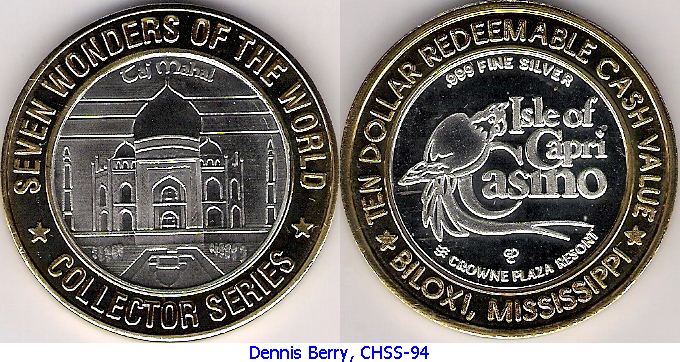 SEVEN WONDERS OF THE WORLD
Taj Mahal
★ COLLECTOR SERIES ★
TEN DOLLAR REDEEMABLE CASH VALUE
.999 FINE SILVER
Isle of
Capri
Casino
CROWNE PLAZA RESORT
★ BILOXI, MISSISSIPPI ★
Dennis Berry, CHSS-94